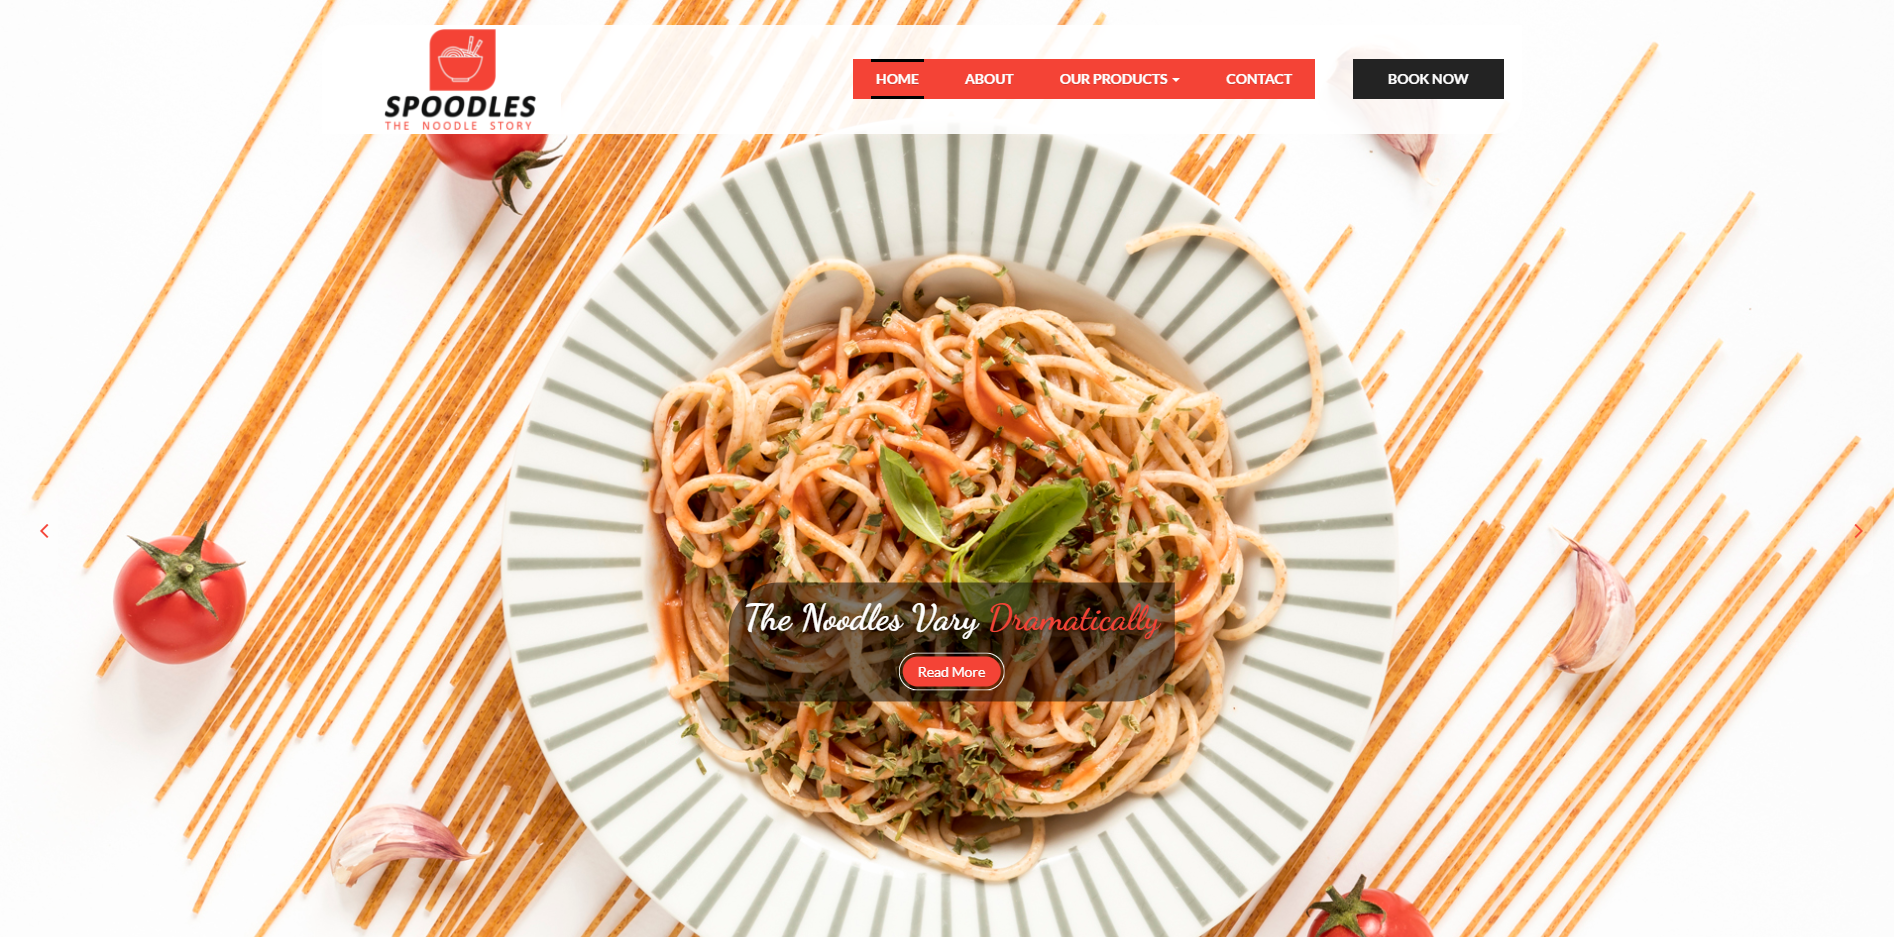 SPOODLES
THE NOODLE STORY
HOME ABOUT OUR PRODUCTS CONTACT BOOK NOW
The Noodles Vary Dramatically
Read More